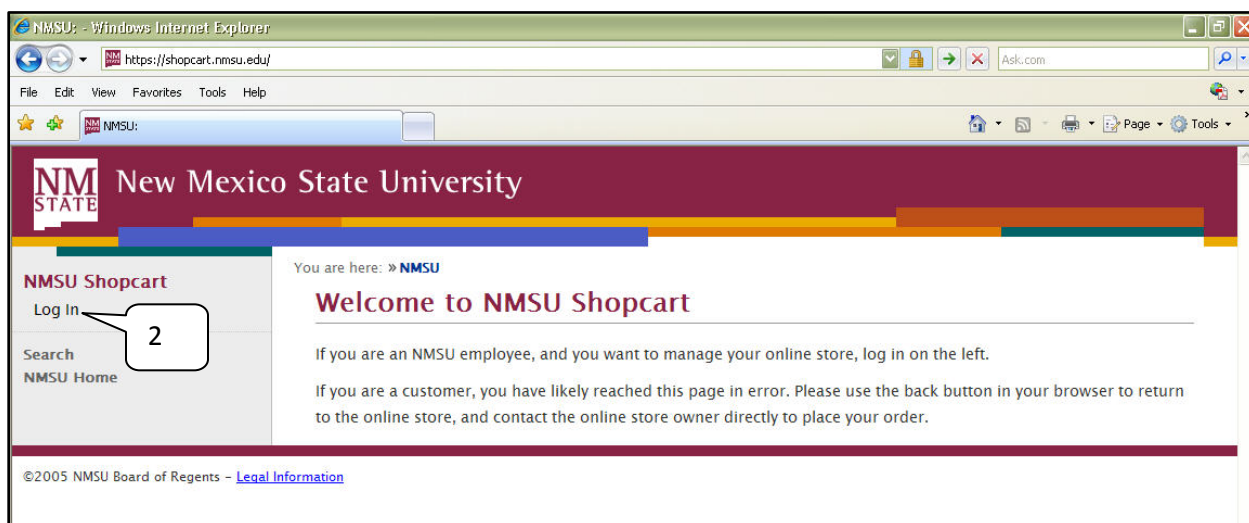 NMSU: - Windows Internet Explorer
https://shopcart.nmsu.edu/
Ask.com
File Edit View Favorites Tools Help
NMSU:
Page Tools
NM STATE New Mexico State University
NMSU Shopcart
Log In
2
Search
NMSU Home
You are here: » NMSU
Welcome to NMSU Shopcart
If you are an NMSU employee, and you want to manage your online store, log in on the left.
If you are a customer, you have likely reached this page in error. Please use the back button in your browser to return
to the online store, and contact the online store owner directly to place your order.
©2005 NMSU Board of Regents – Legal Information